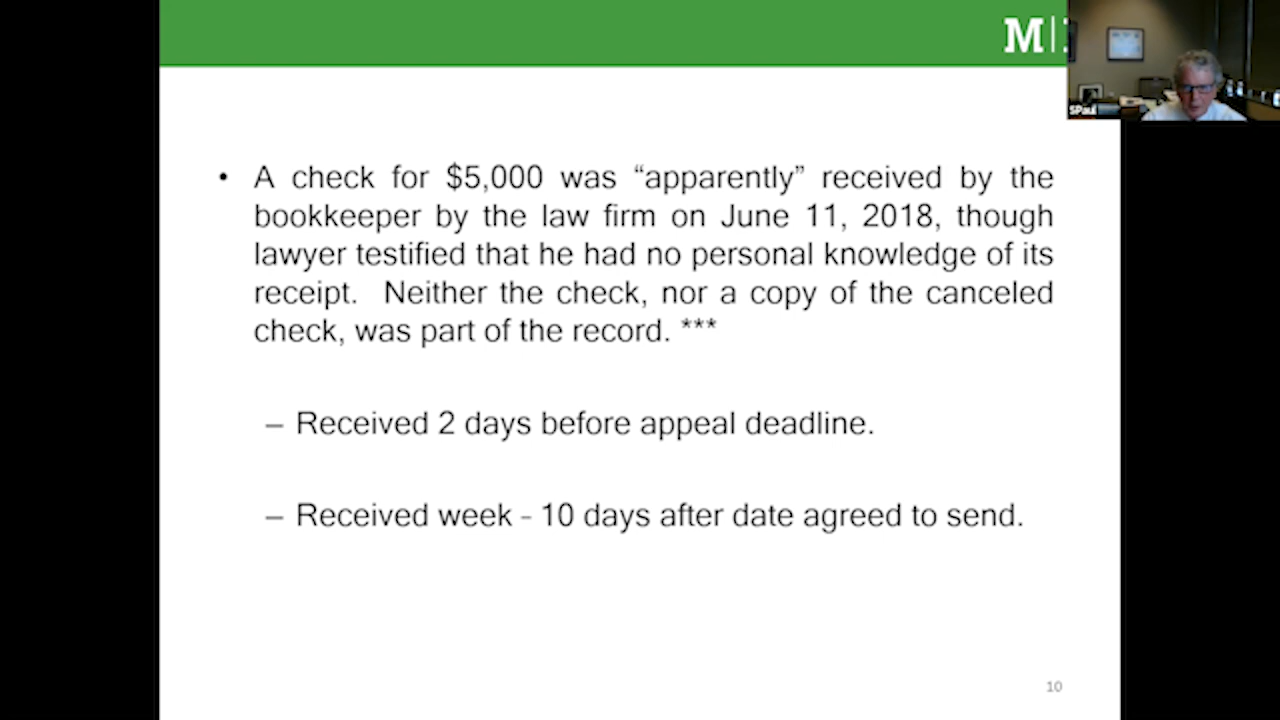 M|
SPaul
• A check for $5,000 was “apparently” received by the
bookkeeper by the law firm on June 11, 2018, though
lawyer testified that he had no personal knowledge of its
receipt. Neither the check, nor a copy of the canceled
check, was part of the record. ***
– Received 2 days before appeal deadline.
– Received week - 10 days after date agreed to send.
10